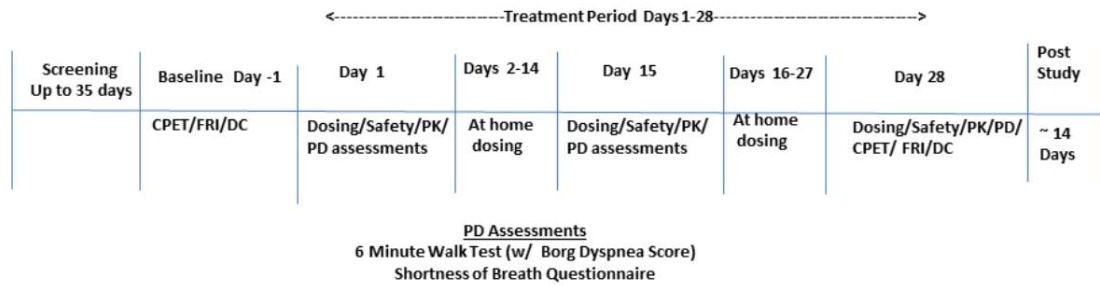 <------------------------------Treatment Period Days 1-28------------------------------------>
Screening
Up to 35 days
Baseline Day -1
Day 1
Days 2-14
Day 15
Days 16-27
Day 28
Post
Study
CPET/FRI/DC
Dosing/Safety/PK/
PD assessments
At home
dosing
Dosing/Safety/PK/
PD assessments
At home
dosing
Dosing/Safety/PK/PD/
CPET/ FRI/DC
~ 14
Days
PD Assessments
6 Minute Walk Test (w/ Borg Dyspnea Score)
Shortness of Breath Questionnaire